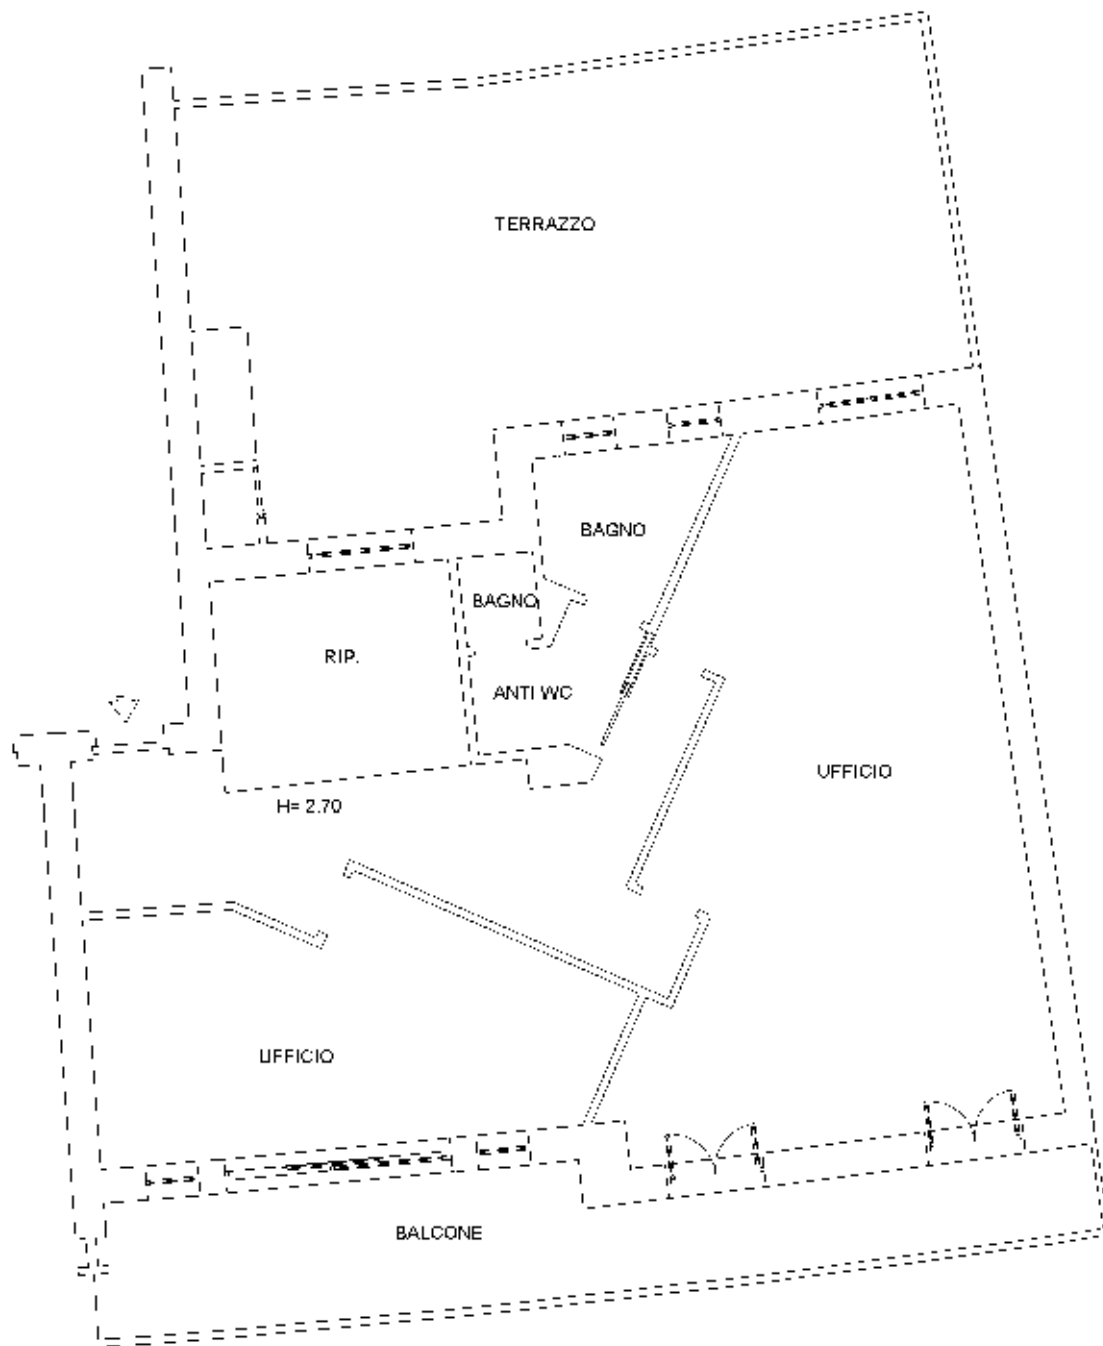 TERRAZZO
BAGNO
BAGNO
RIP.
ANTI WC
UFFICIO
H= 2.70
UFFICIO
BALCONE